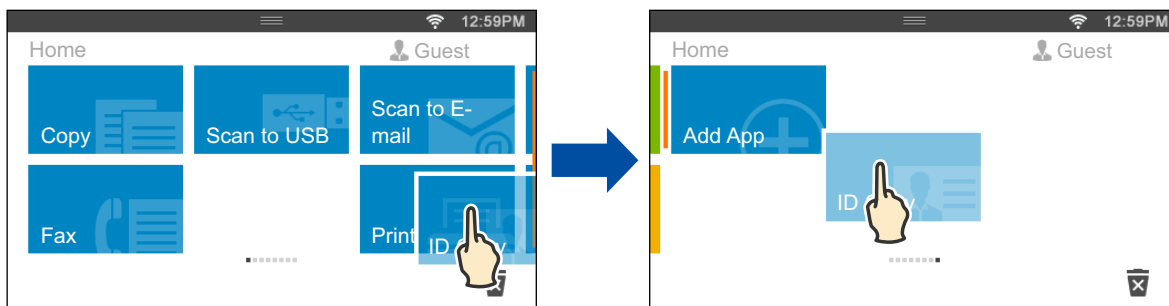 12:59PM
Home
Guest
Copy
Scan to USB
Scan to E-
mail
Fax
Print
ID
12:59PM
Home
Guest
Add App
ID